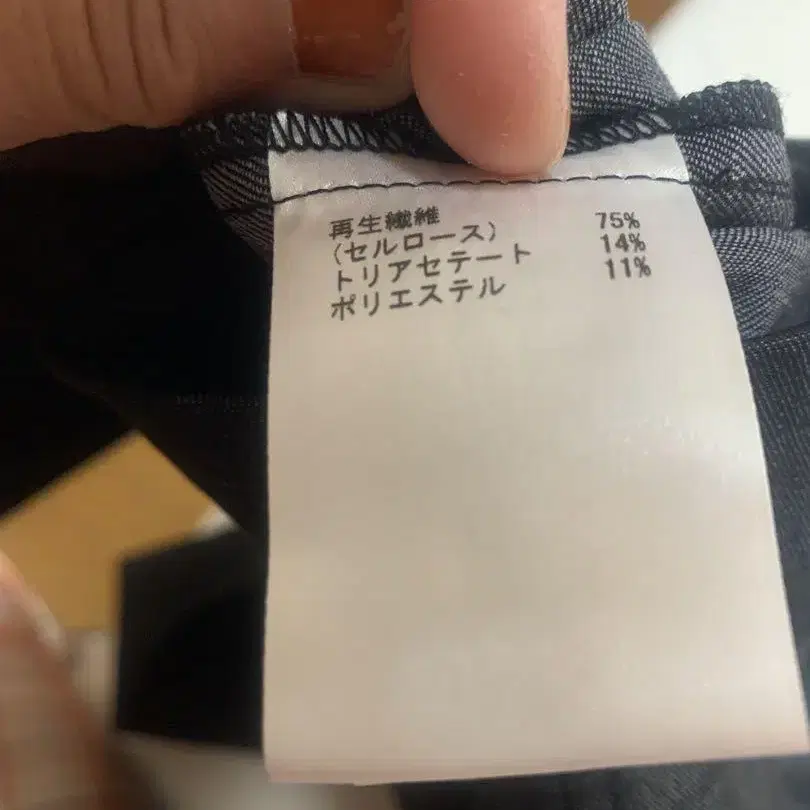 再生繊維 75%
(セルロース) 14%
トリアセテート 11%
ポリエステル